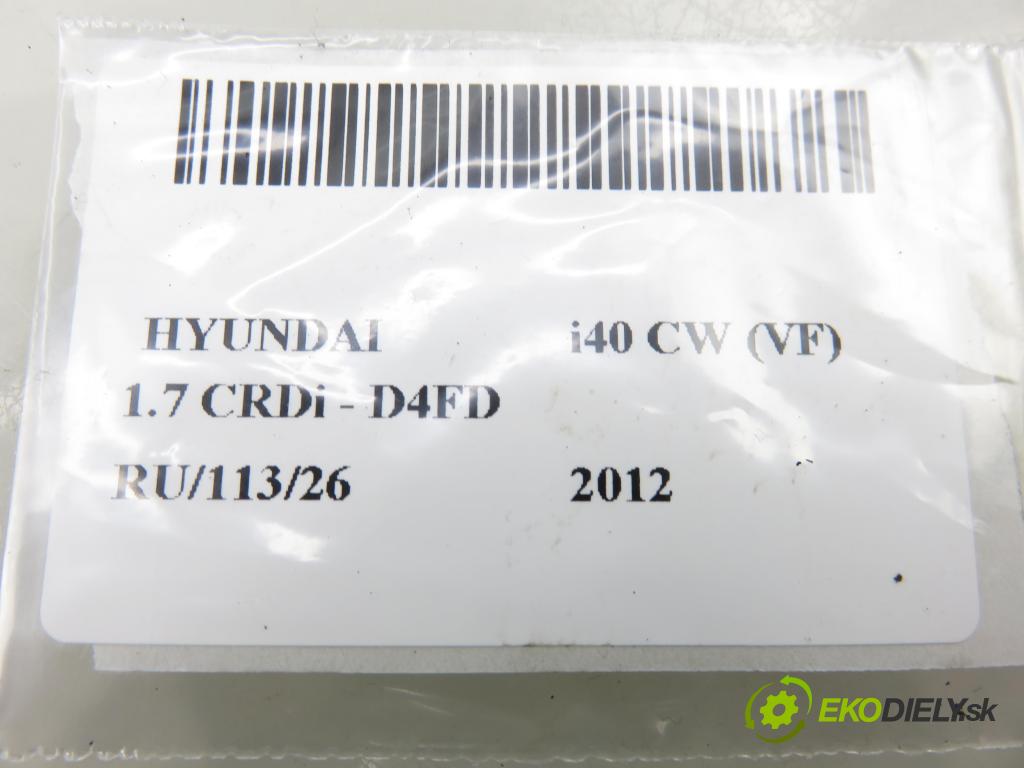 HYUNDAI i40 CW (VF)
1.7 CRDi - D4FD
RU/113/26 2012
EKODIELY.sk